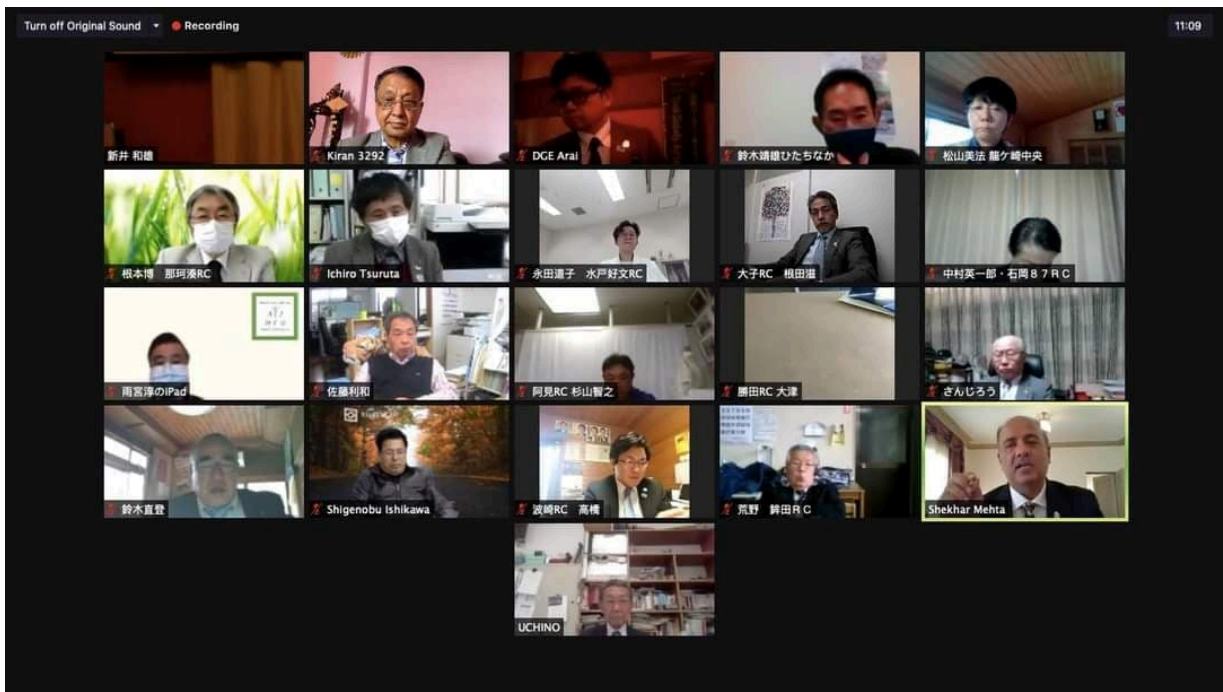 Turn off Original Sound
Recording
11:09
新井 和雄
Kiran 3292
DGE Arai
鈴木靖雄ひたちなか
松山美法 龍ケ崎中央
根本博 那珂湊RC
Ichiro Tsuruta
永田道子 水戸好文RC
大子RC 根田滋
中村英一郎・石岡87RC
雨宮淳のiPad
佐藤利和
阿見RC 杉山智之
勝田RC 大津
さんじろう
鈴木直登
Shigenobu Ishikawa
波崎RC 高橋
荒野 鉾田RC
Shekhar Mehta
UCHINO